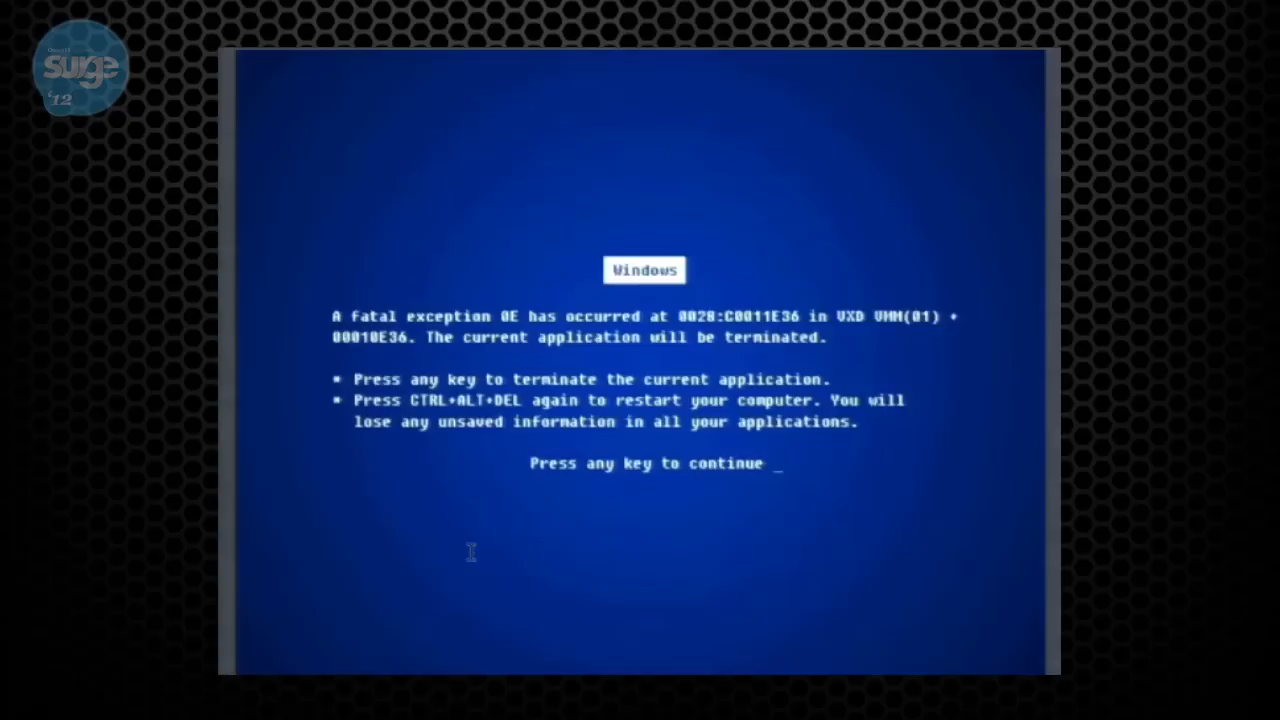 surge
'12
Windows
A fatal exception 0E has occurred at 0028:C0011E36 in VXD VMM(01) +
00010E36. The current application will be terminated.
* Press any key to terminate the current application.
* Press CTRL+ALT+DEL again to restart your computer. You will
lose any unsaved information in all your applications.
Press any key to continue _